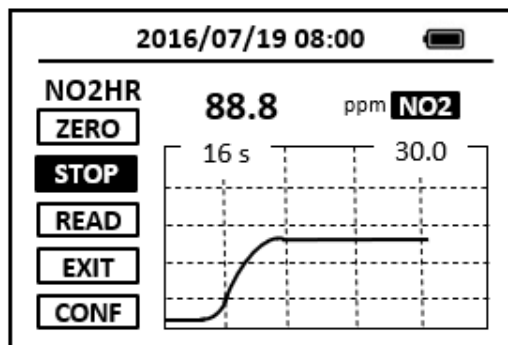 2016/07/19 08:00
NO2HR
88.8 ppm NO2
ZERO
16 s 30.0
STOP
READ
EXIT
CONF